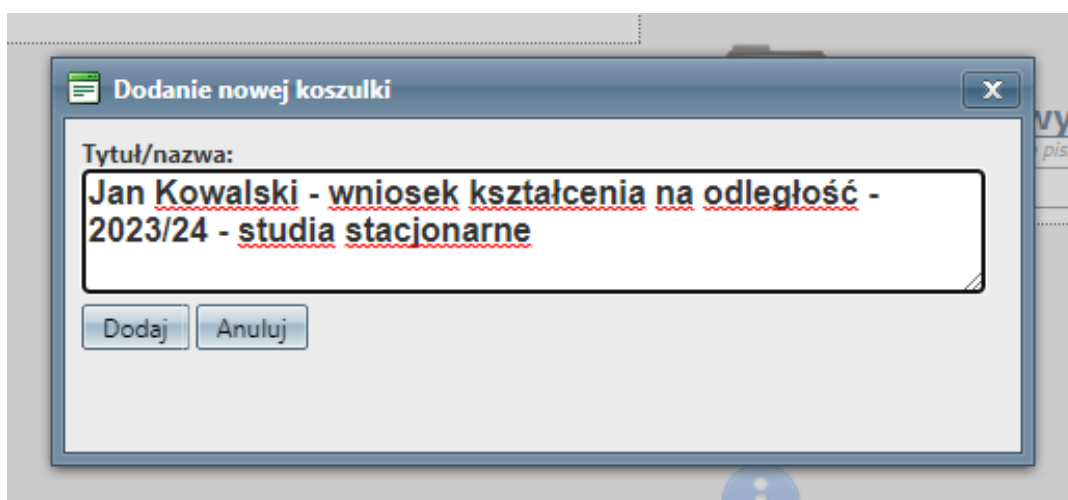 Dodanie nowej koszulki
x
Tytuł/nazwa:
Jan Kowalski - wniosek kształcenia na odległość -
2023/24 - studia stacjonarne
Dodaj Anuluj